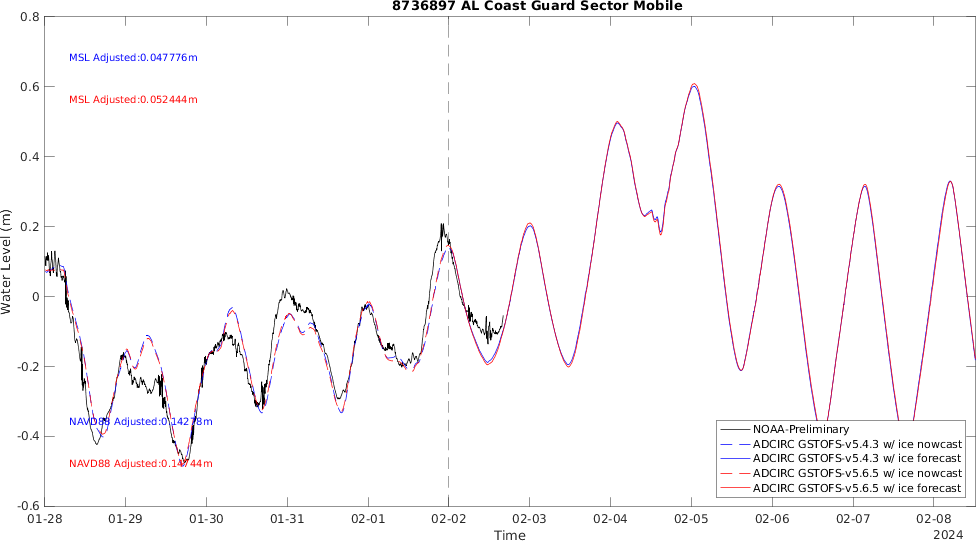 8736897 AL Coast Guard Sector Mobile
0.8
MSL Adjusted:0.047776m
0.6
MSL Adjusted:0.052444m
0.4
0.2
Water Level (m)
0
-0.2
NAVD88 Adjusted:0.14278m
-0.4
NAVD88 Adjusted:0.14744m
-0.6
NOAA-Preliminary
ADCIRC GSTOFS-v5.4.3 w/ ice nowcast
ADCIRC GSTOFS-v5.4.3 w/ ice forecast
ADCIRC GSTOFS-v5.6.5 w/ ice nowcast
ADCIRC GSTOFS-v5.6.5 w/ ice forecast
01-28 01-29 01-30 01-31 02-01 02-02 02-03 02-04 02-05 02-06 02-07 02-08
Time
2024